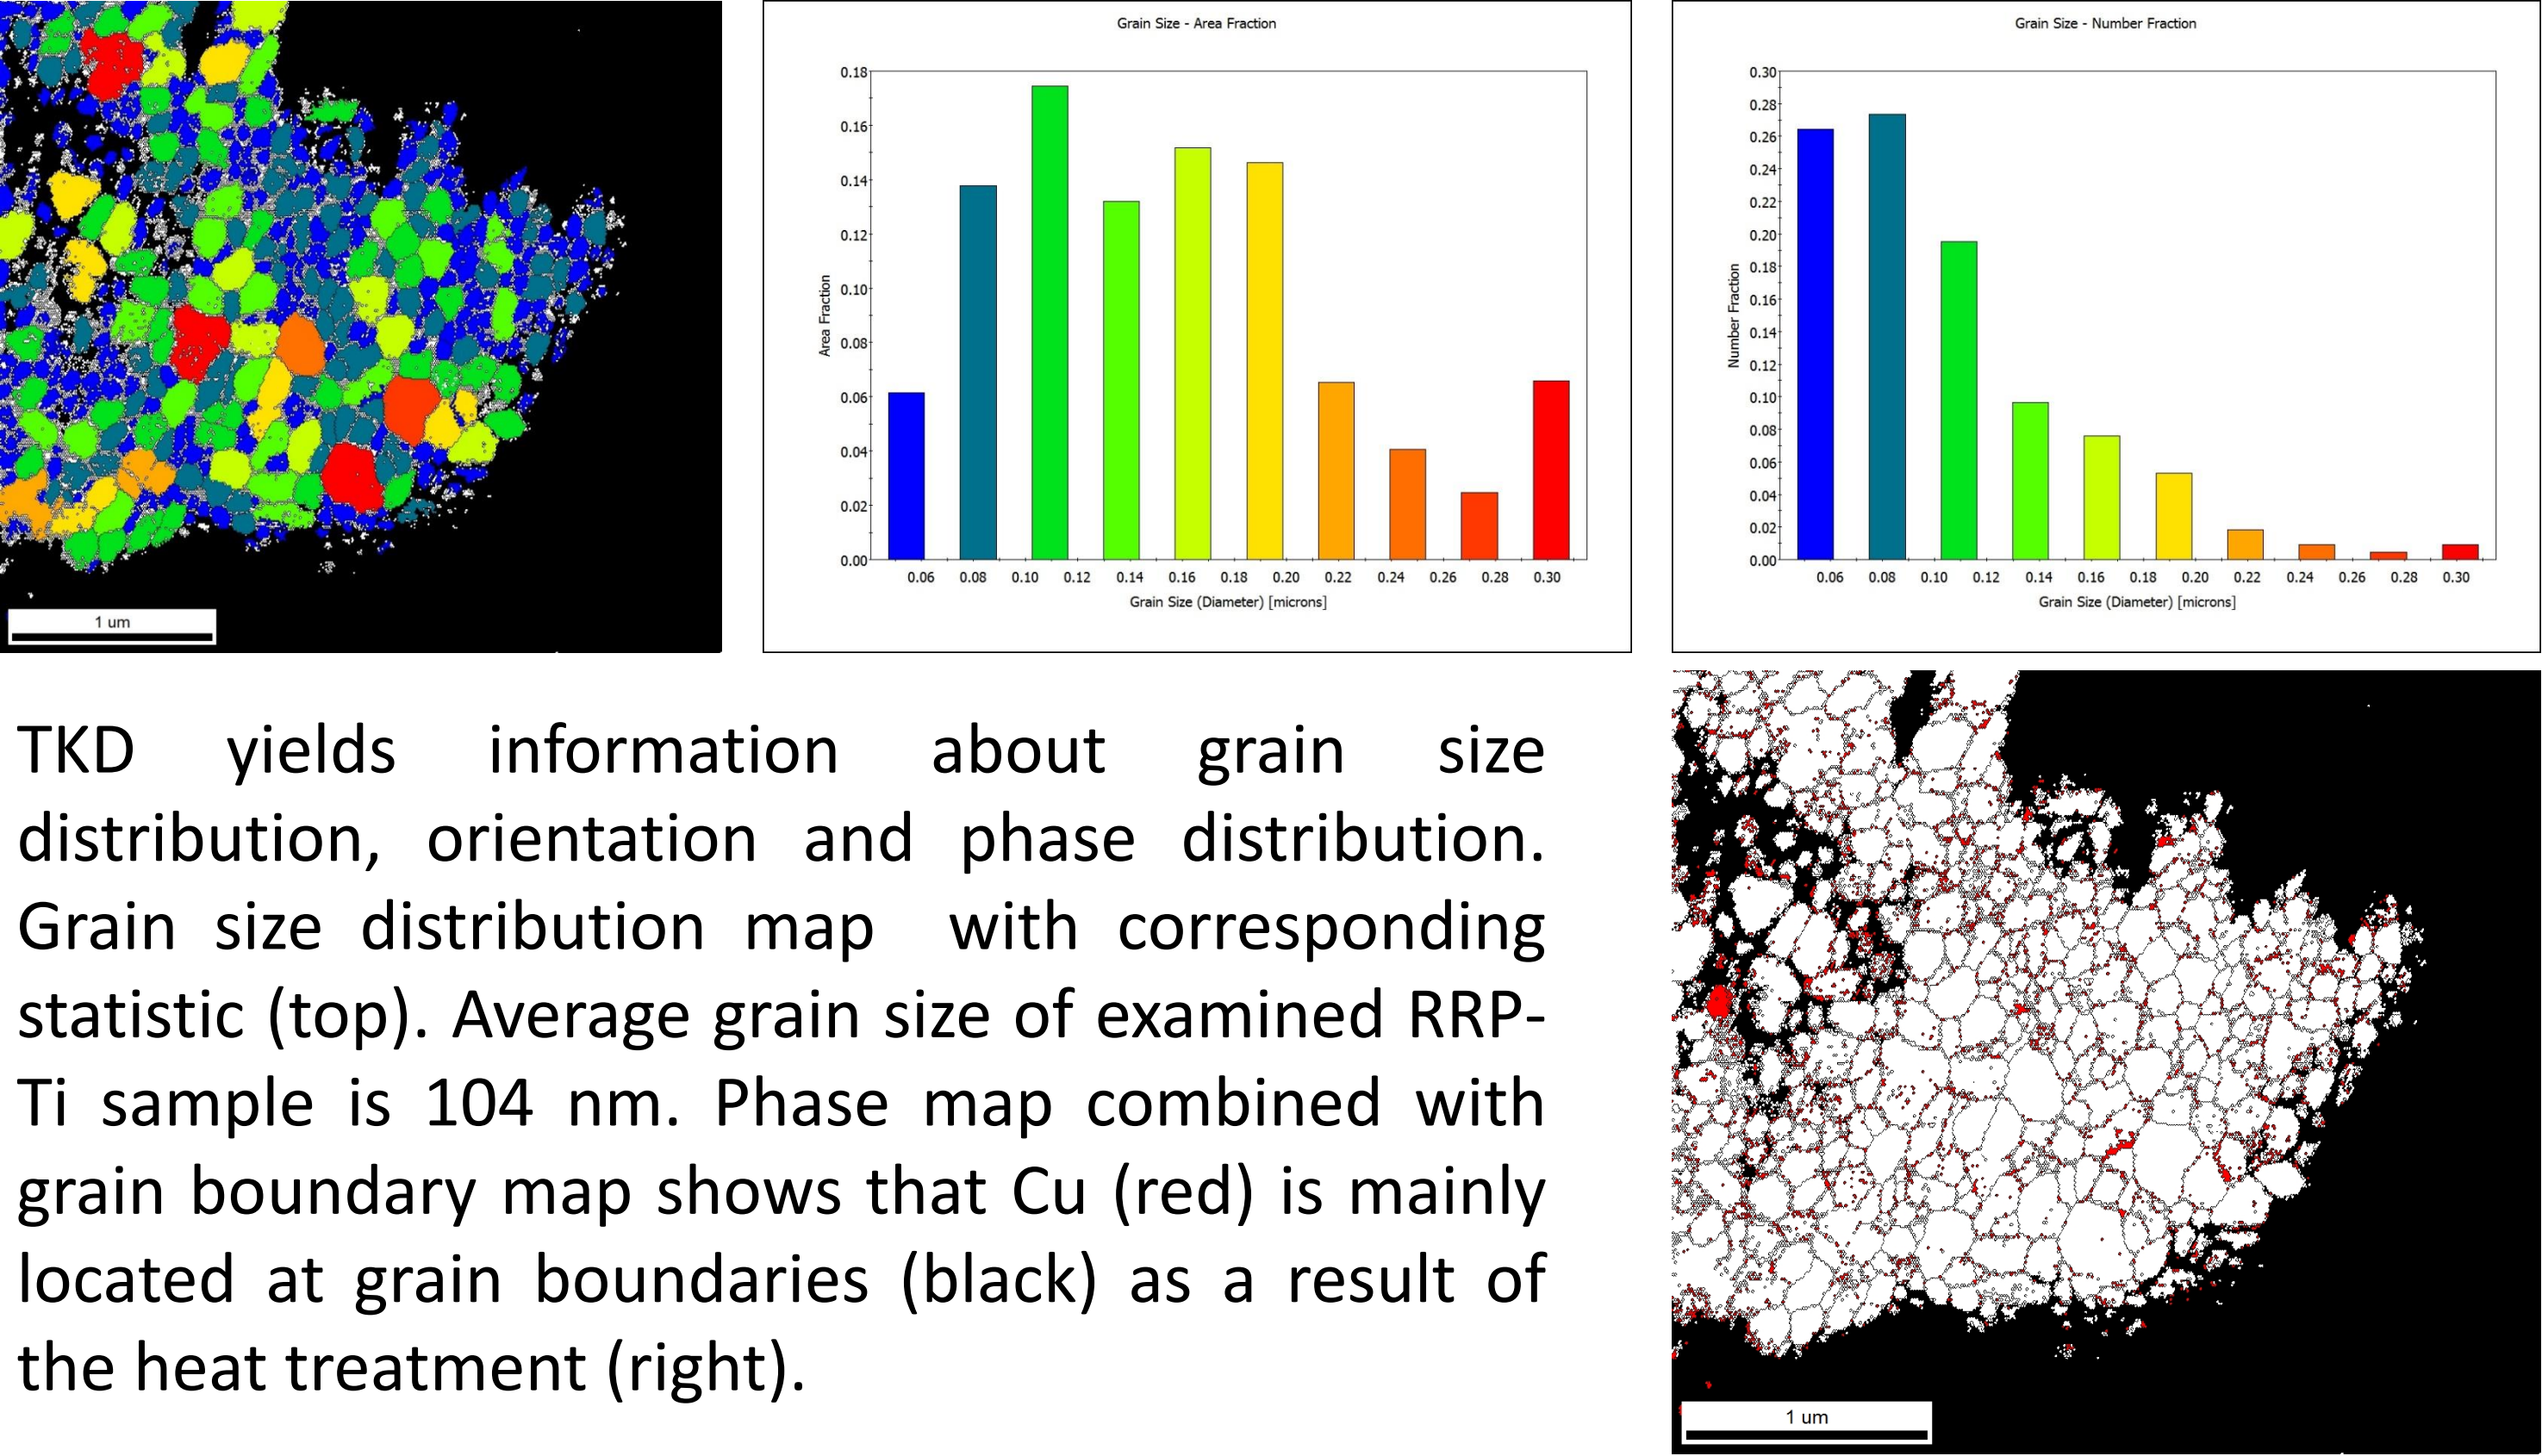 1 um
Grain Size - Area Fraction
0.18
0.16
0.14
0.12
0.10
0.08
0.06
0.04
0.02
0.00
Area Fraction
0.06 0.08 0.10 0.12 0.14 0.16 0.18 0.20 0.22 0.24 0.26 0.28 0.30
Grain Size (Diameter) [microns]
Grain Size - Number Fraction
0.30
0.28
0.26
0.24
0.22
0.20
0.18
0.16
0.14
0.12
0.10
0.08
0.06
0.04
0.02
0.00
Number Fraction
0.06 0.08 0.10 0.12 0.14 0.16 0.18 0.20 0.22 0.24 0.26 0.28 0.30
Grain Size (Diameter) [microns]
TKD yields information about grain size
distribution, orientation and phase distribution.
Grain size distribution map with corresponding
statistic (top). Average grain size of examined RRP-
Ti sample is 104 nm. Phase map combined with
grain boundary map shows that Cu (red) is mainly
located at grain boundaries (black) as a result of
the heat treatment (right).
1 um